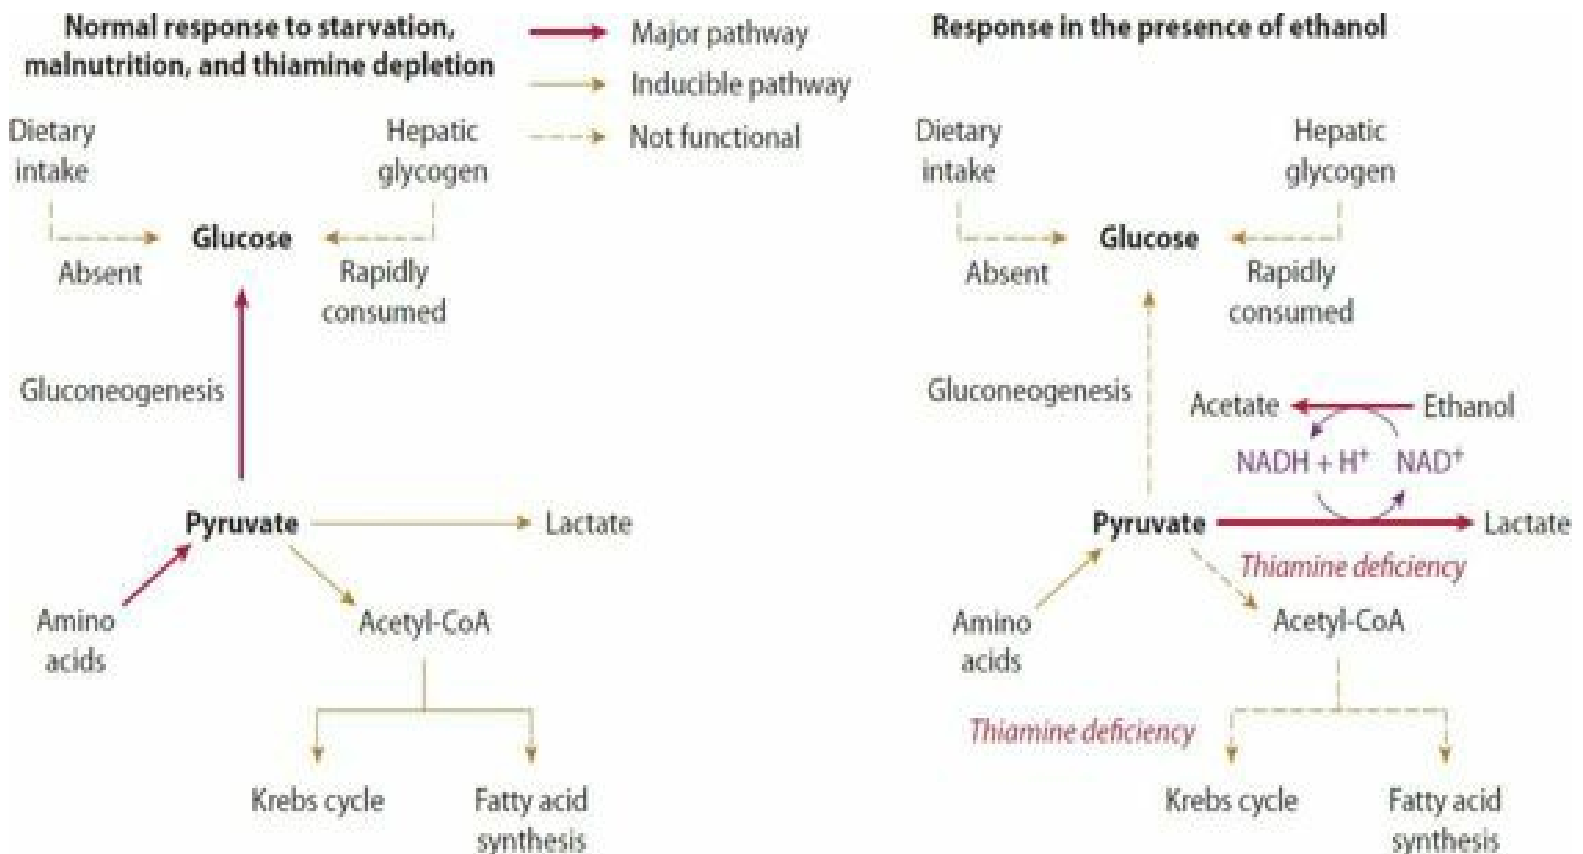 Normal response to starvation,
malnutrition, and thiamine depletion
Major pathway
Inducible pathway
Not functional
Dietary
intake
Hepatic
glycogen
Glucose
Absent
Rapidly
consumed
Gluconeogenesis
Pyruvate
Lactate
Amino
acids
Acetyl-CoA
Krebs cycle
Fatty acid
synthesis
Response in the presence of ethanol
Dietary
intake
Hepatic
glycogen
Glucose
Absent
Rapidly
consumed
Gluconeogenesis
Acetate
Ethanol
NADH + H⁺
NAD⁺
Pyruvate
Lactate
Thiamine deficiency
Amino
acids
Acetyl-CoA
Thiamine deficiency
Krebs cycle
Fatty acid
synthesis